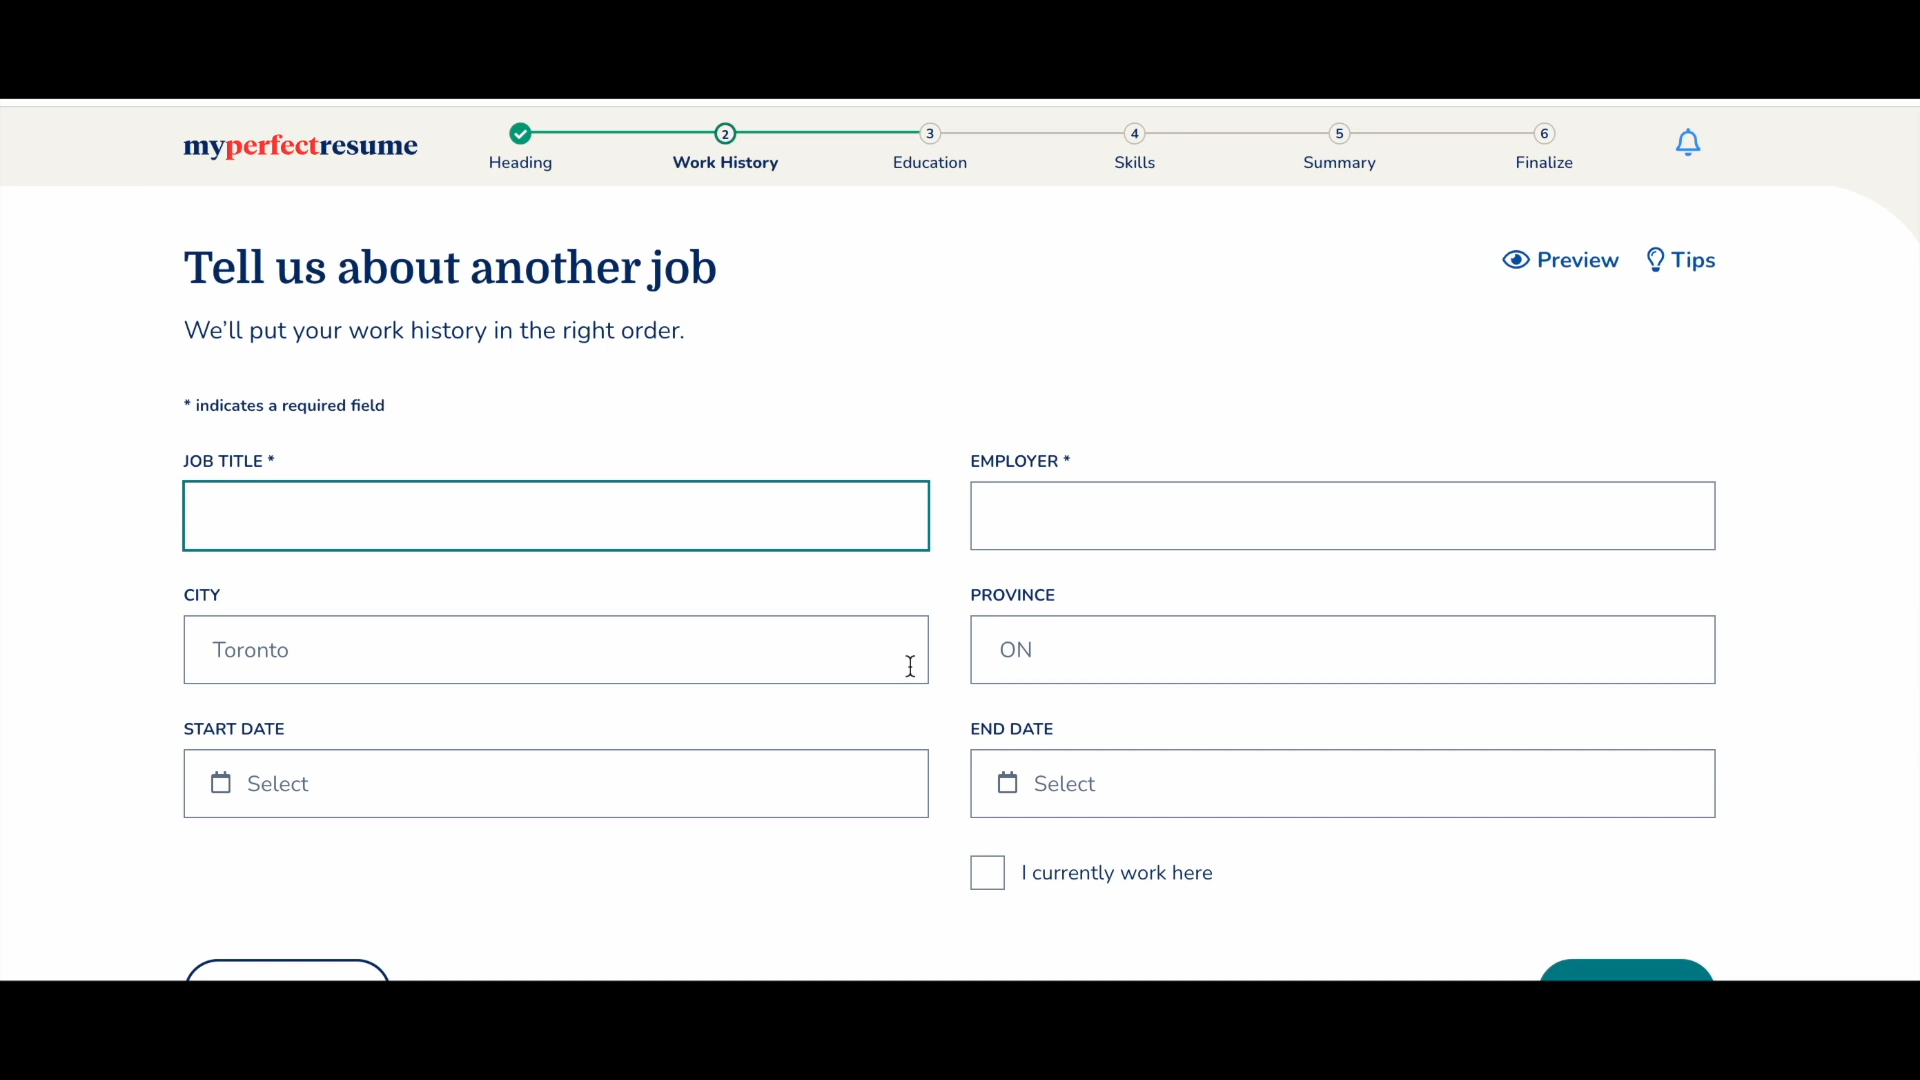 myperfectresume
2 3 4 5 6
Heading Work History Education Skills Summary Finalize
Tell us about another job
Preview Tips
We’ll put your work history in the right order.
* indicates a required field
JOB TITLE * EMPLOYER *
CITY PROVINCE
Toronto ON
START DATE END DATE
Select Select
I currently work here